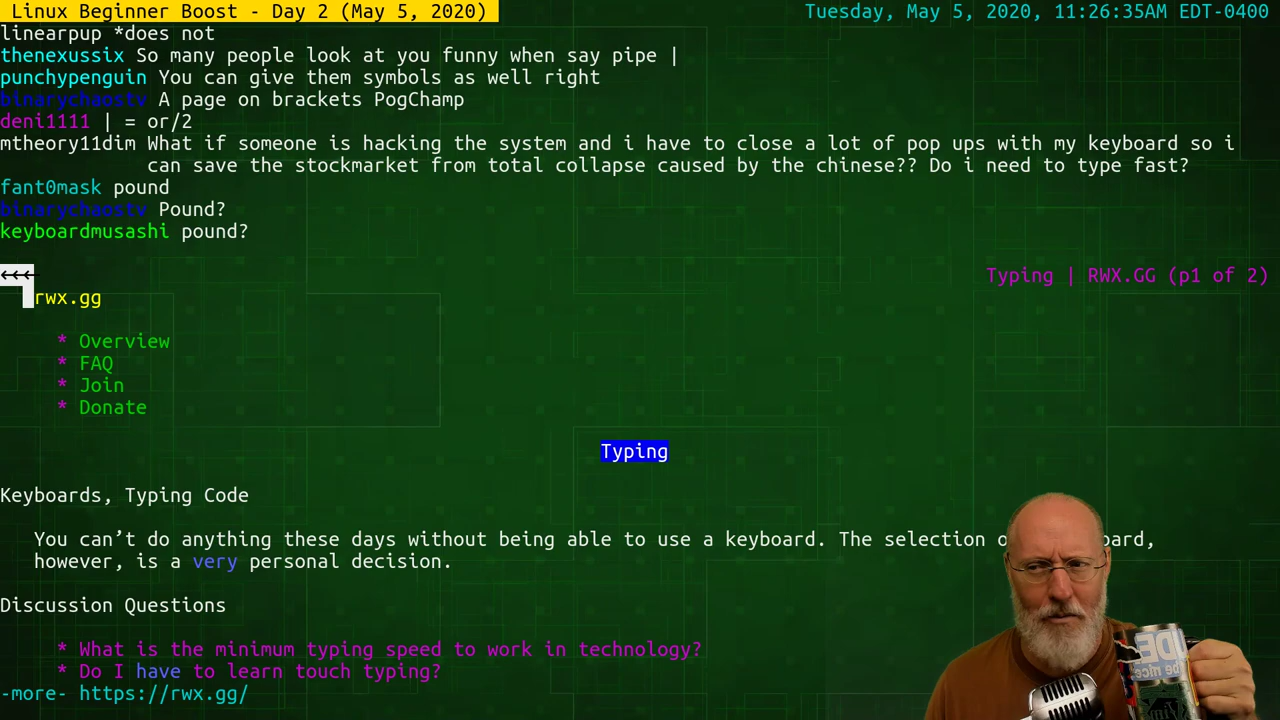 Linux Beginner Boost - Day 2 (May 5, 2020)
Tuesday, May 5, 2020, 11:26:35AM EDT-0400
linearpup *does not
thenexussix So many people look at you funny when say pipe |
punchypenguin You can give them symbols as well right
binarychaostv A page on brackets PogChamp
deni1111 | = or/2
mtheory11dim What if someone is hacking the system and i have to close a lot of pop ups with my keyboard so i
can save the stockmarket from total collapse caused by the chinese?? Do i need to type fast?
fant0mask pound
binarychaostv Pound?
keyboardmusashi pound?
←←←
Typing | RWX.GG (p1 of 2)
rwx.gg
* Overview
* FAQ
* Join
* Donate
Typing
Keyboards, Typing Code
You can’t do anything these days without being able to use a keyboard. The selection
however, is a very personal decision.
Discussion Questions
* What is the minimum typing speed to work in technology?
* Do I have to learn touch typing?
-more- https://rwx.gg/